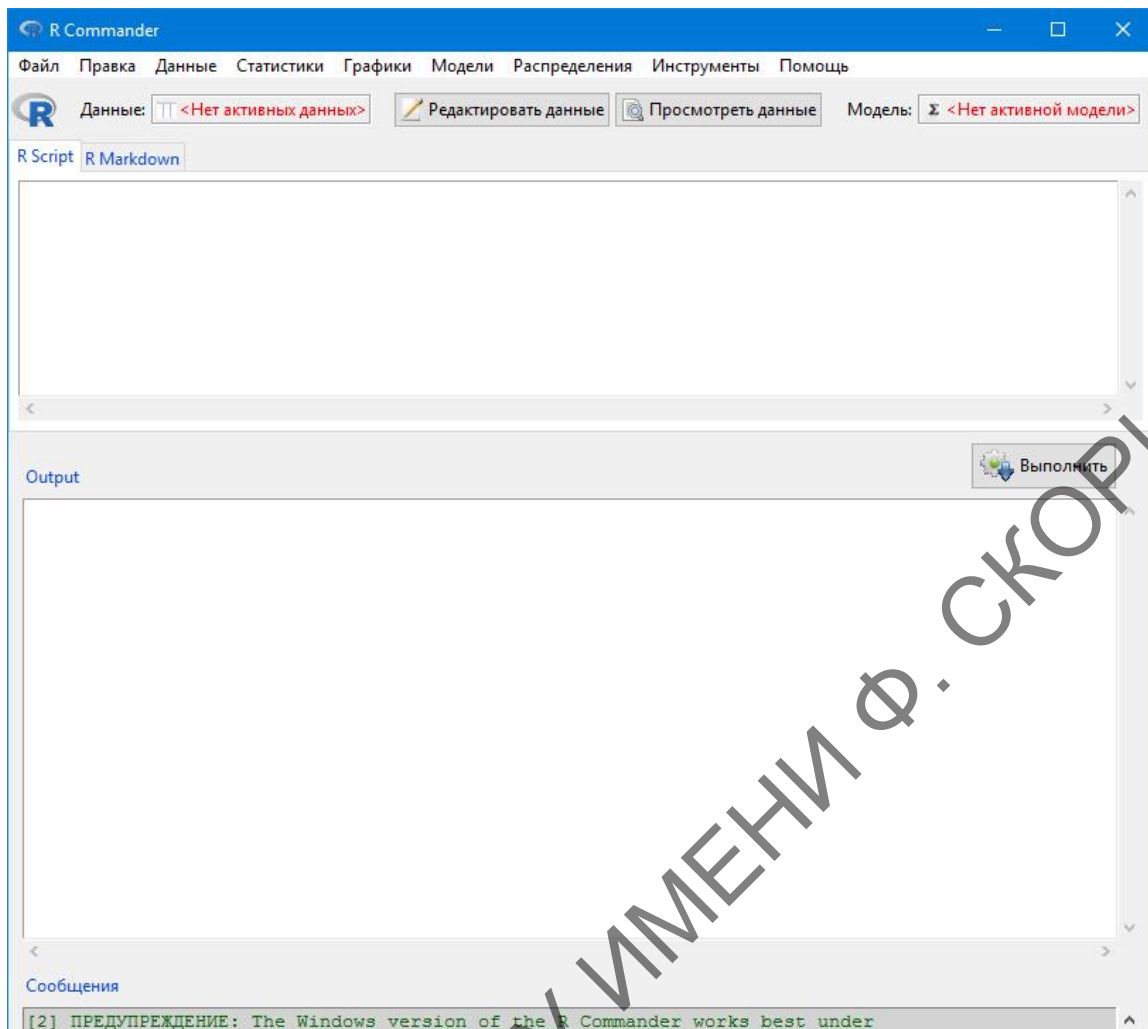 R Commander
Файл Правка Данные Статистики Графики Модели Распределения Инструменты Помощь
R Данные: <Нет активных данных> Редактировать данные Просмотреть данные Модель: Σ <Нет активной модели>
R Script R Markdown
Выполнить
Output
Сообщения
[2] ПРЕДУПРЕЖДЕНИЕ: The Windows version of the R Commander works best under
ИМЕНИ Ф. СКОР